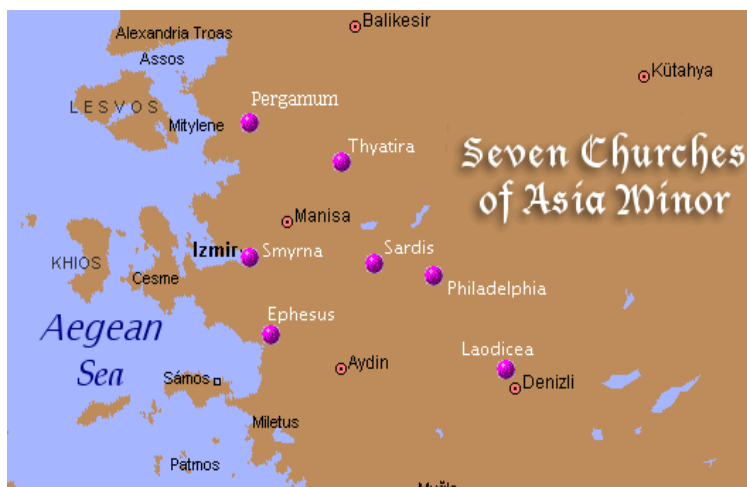 Alexandria Troas
Balikesir
Assos
Kütahya
LESVOS
Pergamum
Mitylene
Thyatira
Seven Churches
of Asia Minor
Manisa
Izmir
Smyrna
Sardis
KHIOS
Cesme
Philadelphia
Ephesus
Aegean
Sea
Laodicea
Aydin
Sámos
Denizli
Miletus
Patmos